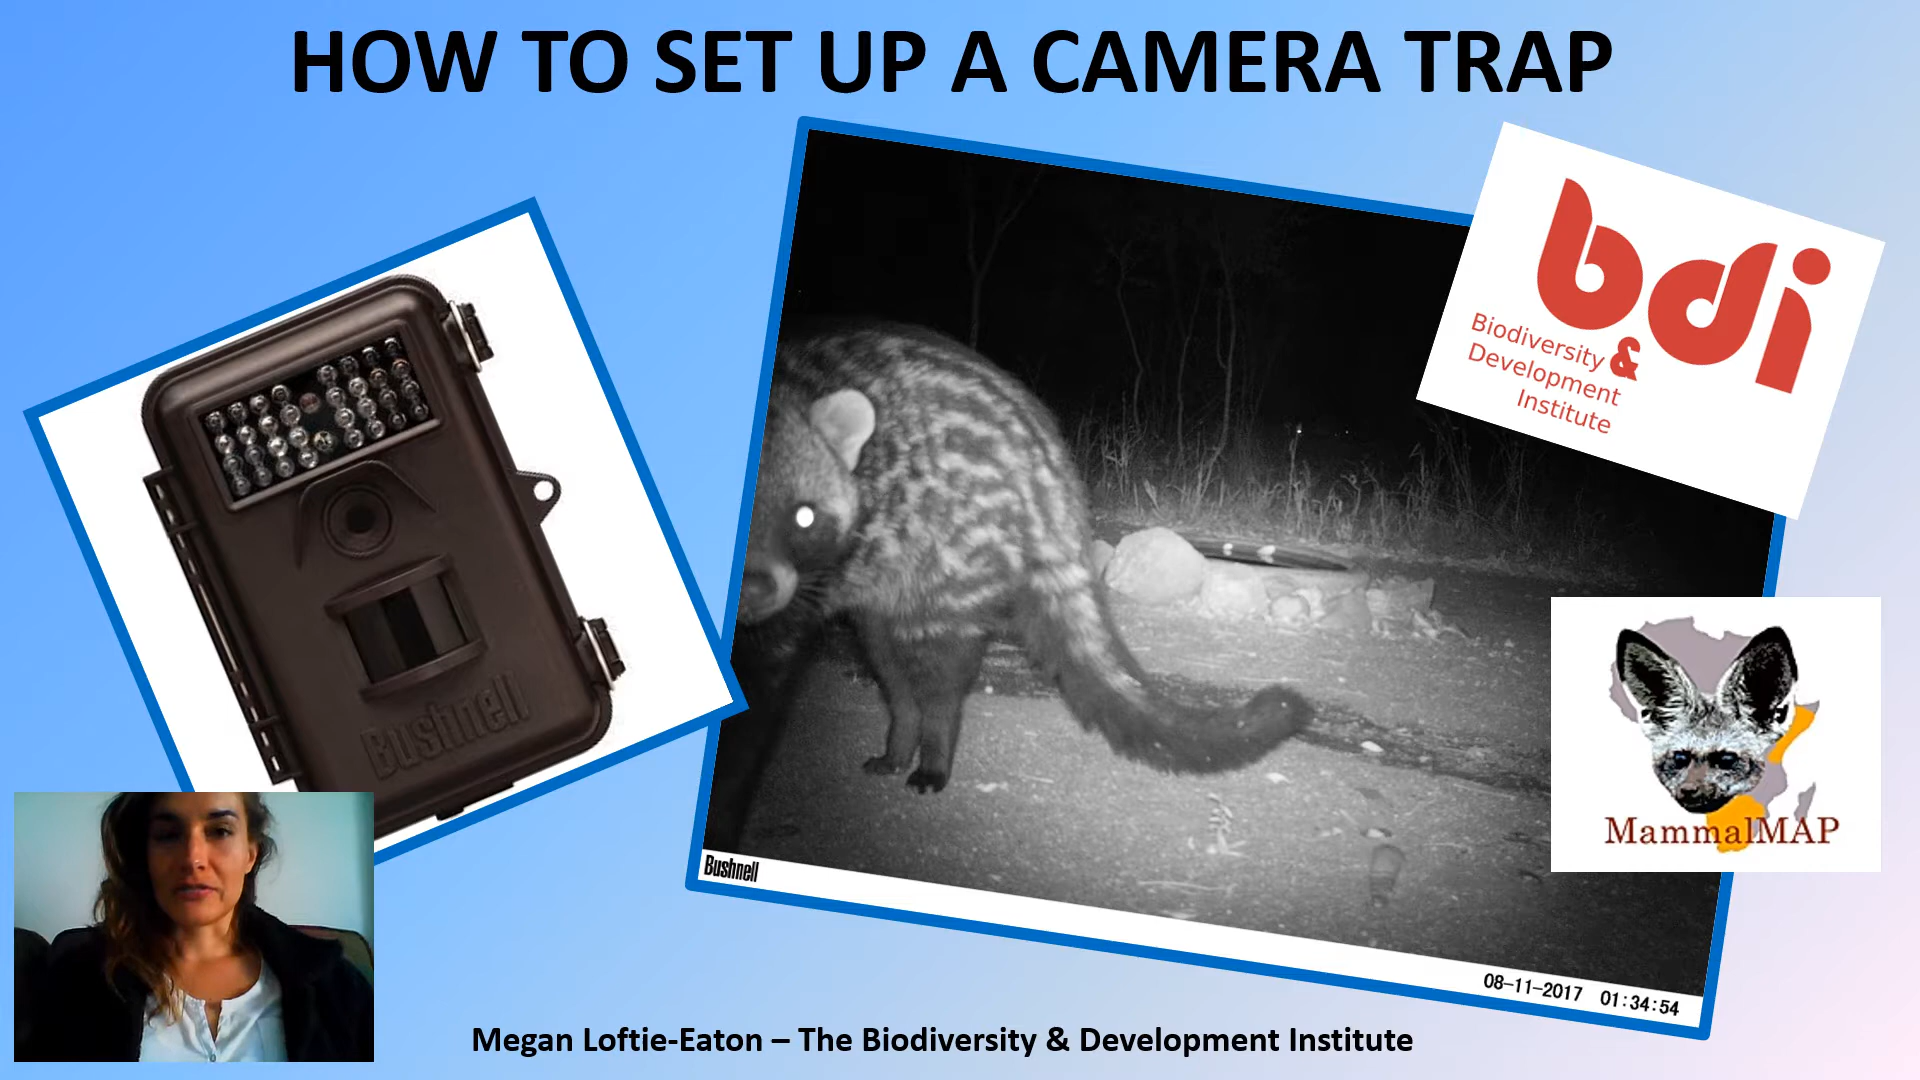 HOW TO SET UP A CAMERA TRAP
bdi
Biodiversity &
Development
Institute
Bushnell
MammalMAP
Bushnell
08-11-2017 01:34:54
Megan Loftie-Eaton – The Biodiversity & Development Institute